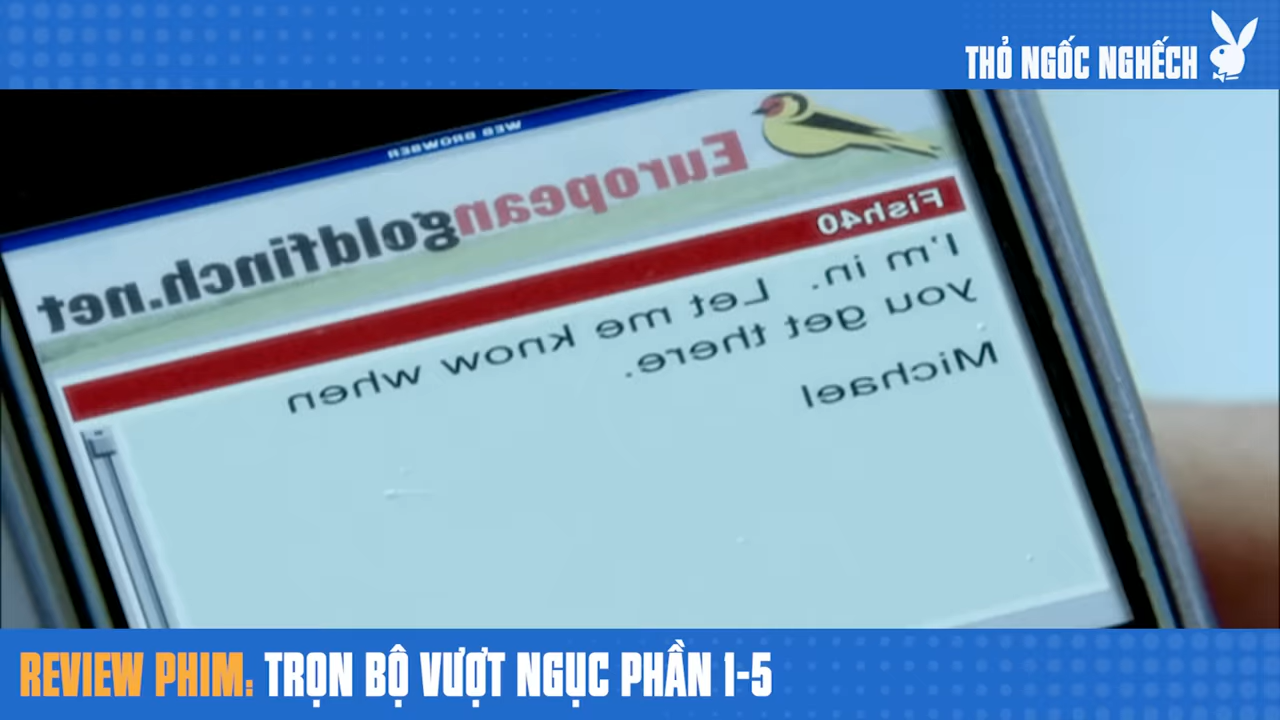 THỎ NGỐC NGHẾCH
WEB BROWSER
Europeangoldfinch.net
Fish40
I'm in. Let me know when
you get there.
Michael
REVIEW PHIM: TRỌN BỘ VƯỢT NGỤC PHẦN 1-5